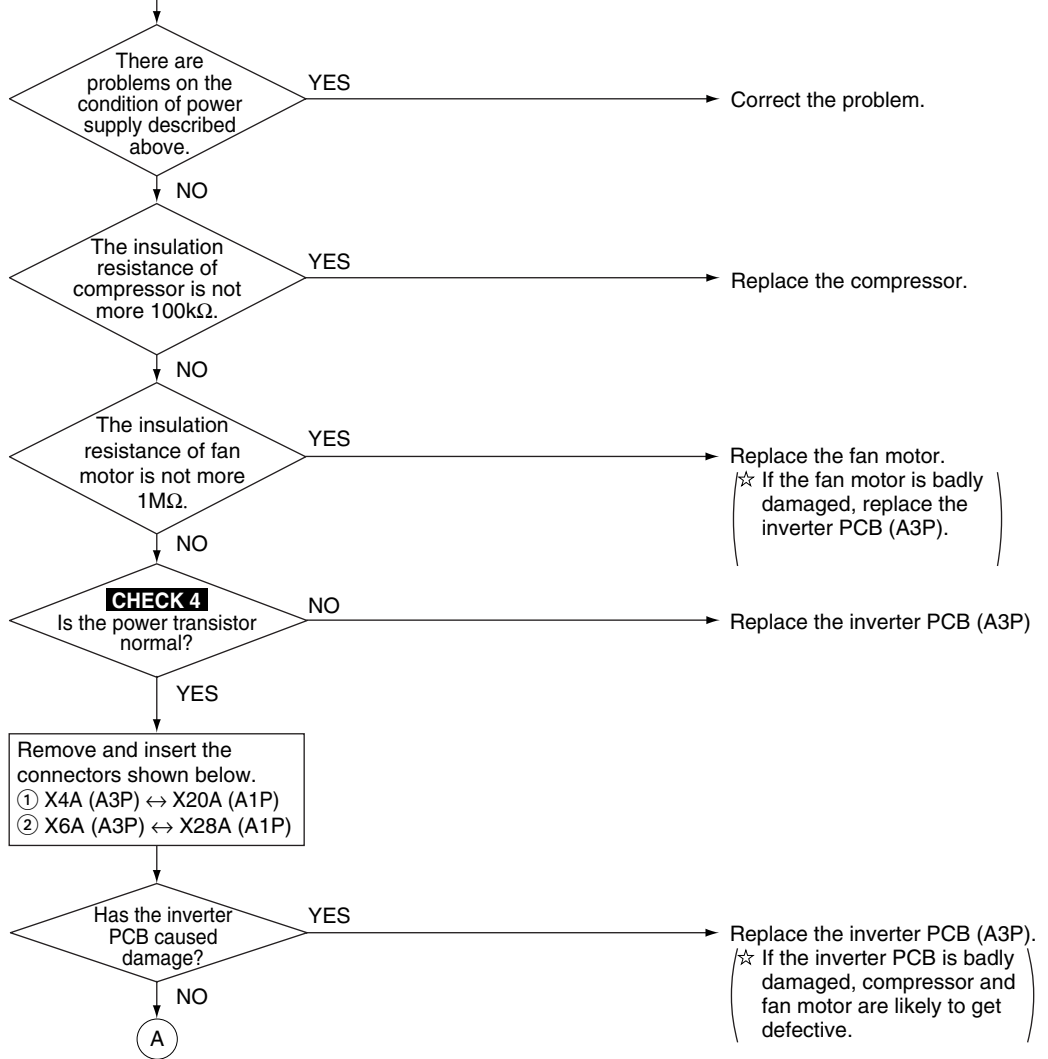 There are
problems on the
condition of power
supply described
above.
YES
Correct the problem.
NO
The insulation
resistance of
compressor is not
more 100kΩ.
YES
Replace the compressor.
NO
The insulation
resistance of fan
motor is not more
1MΩ.
YES
Replace the fan motor.
☆ If the fan motor is badly
damaged, replace the
inverter PCB (A3P).
NO
CHECK 4
Is the power transistor
normal?
NO
Replace the inverter PCB (A3P)
YES
Remove and insert the
connectors shown below.
① X4A (A3P) ↔ X20A (A1P)
② X6A (A3P) ↔ X28A (A1P)
Has the inverter
PCB caused
damage?
YES
Replace the inverter PCB (A3P).
☆ If the inverter PCB is badly
damaged, compressor and
fan motor are likely to get
defective.
NO
A